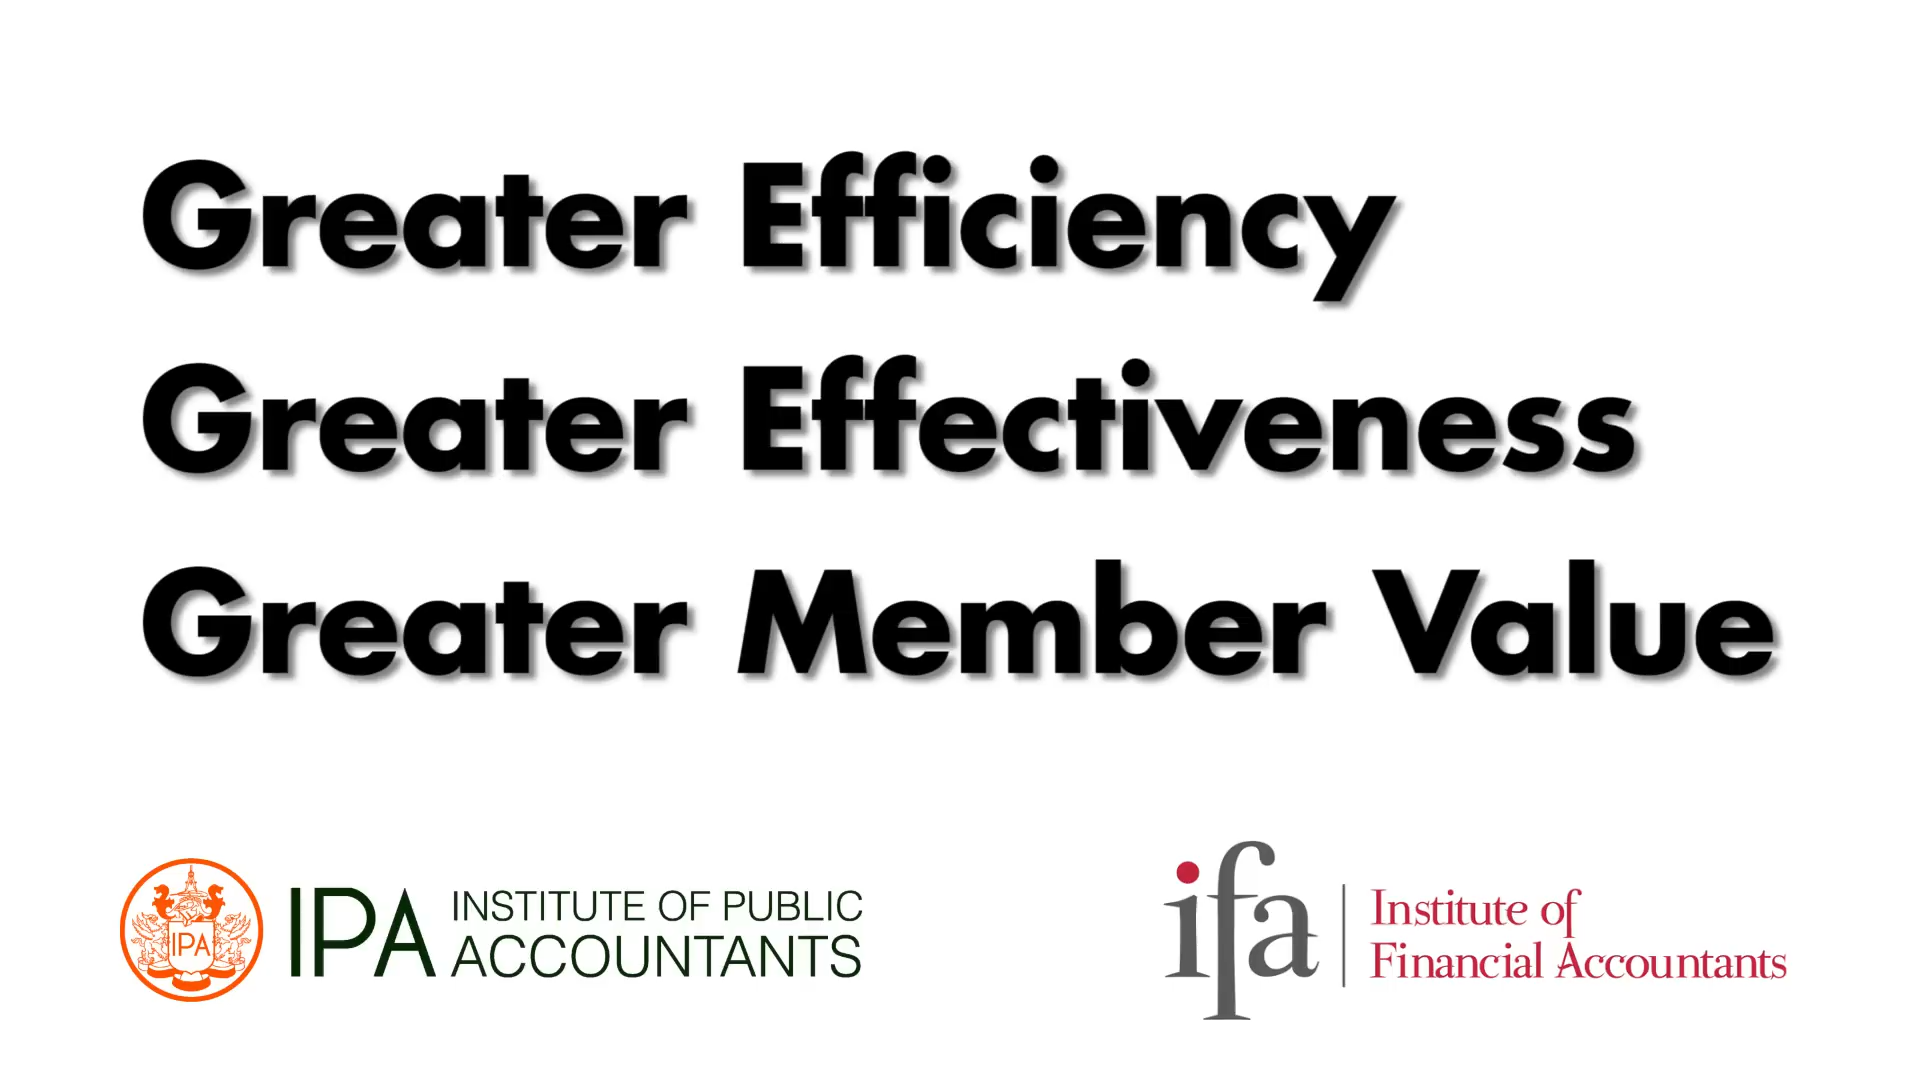 Greater Efficiency
Greater Effectiveness
Greater Member Value
IPA
IPA
INSTITUTE OF PUBLIC
ACCOUNTANTS
ifa
Institute of
Financial Accountants